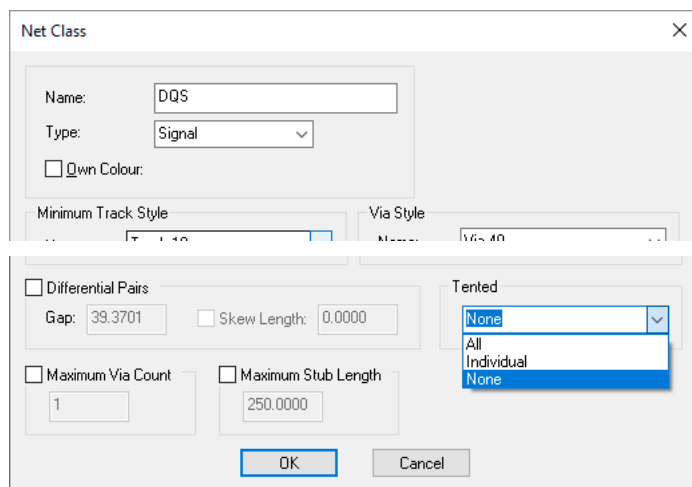 Net Class
Name: DQS
Type: Signal
Own Colour:
Minimum Track Style
Via Style
Differential Pairs
Tented
Gap: 39.3701 Skew Length: 0.0000
None
All
Individual
None
Maximum Via Count
Maximum Stub Length
1
250.0000
OK Cancel